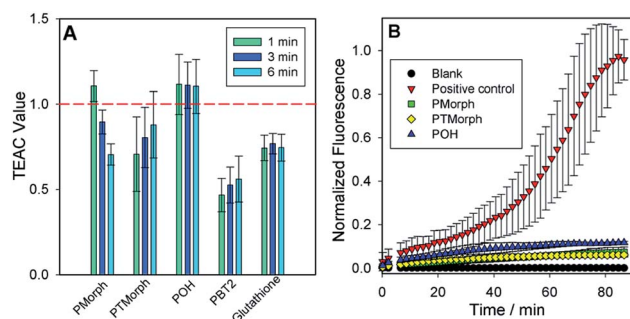 A
1 min
3 min
6 min
TEAC Value
1.5
1.0
0.5
0.0
PMorph
PTMorph
POH
PBT2
Glutathione
B
Blank
Positive control
PMorph
PTMorph
POH
Normalized Fluorescence
1.0
0.8
0.6
0.4
0.2
0.0
0
20
40
60
80
Time / min